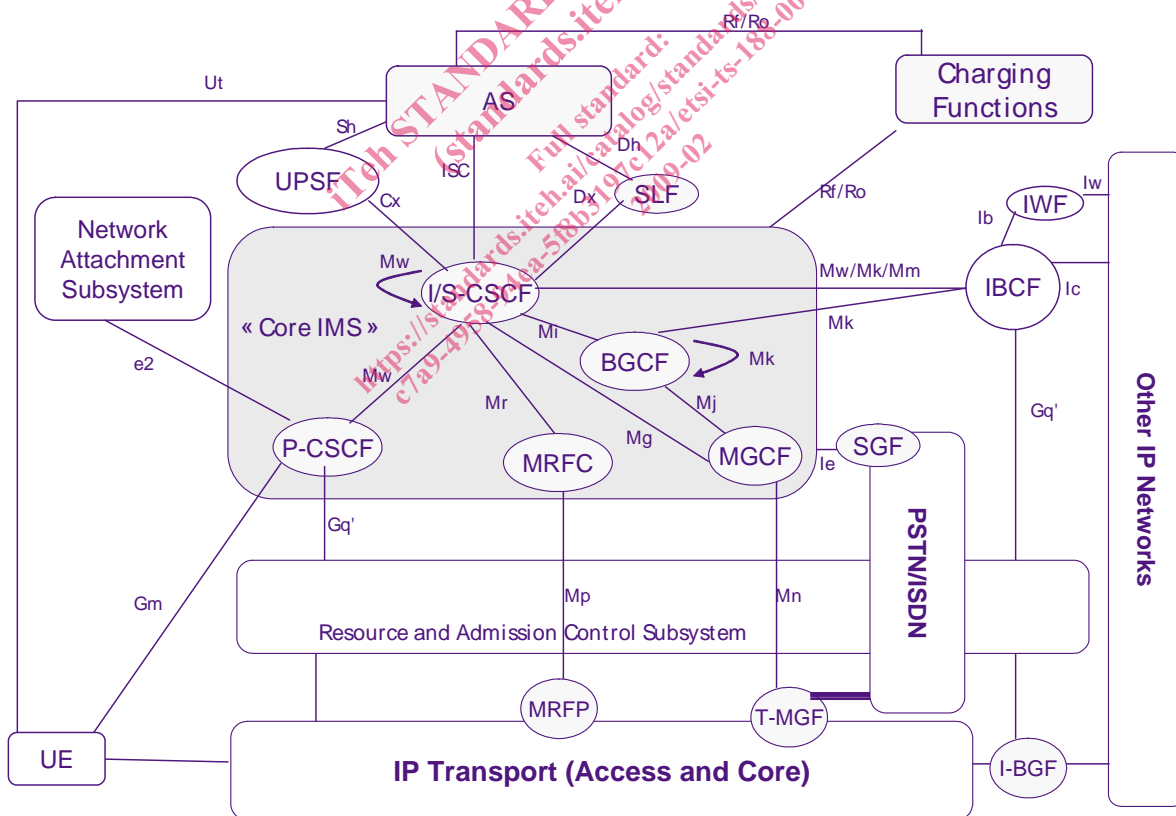 Rf/Ro
Ut
AS
Charging
Functions
Sh
ISC
Dh
UPSF
Cx
Dx
SLF
Rf/Ro
Iw
IWF
Ib
Network
Attachment
Subsystem
Mw
I/S-CSCF
Mw/Mk/Mm
IBCF
Ic
« Core IMS »
Mi
Mk
BGCF
Mk
e2
Mw
Mr
Mj
Mg
Gq'
P-CSCF
MRFC
MGCF
Ie
SGF
Other IP Networks
PSTN/ISDN
Gq'
Gm
Mp
Mn
Resource and Admission Control Subsystem
MRFP
T-MGF
UE
IP Transport (Access and Core)
I-BGF
iTeh STANDARD
(standards.ite
Full standard:
https://standards.iteh.ai/catalog/standards/
2009-02